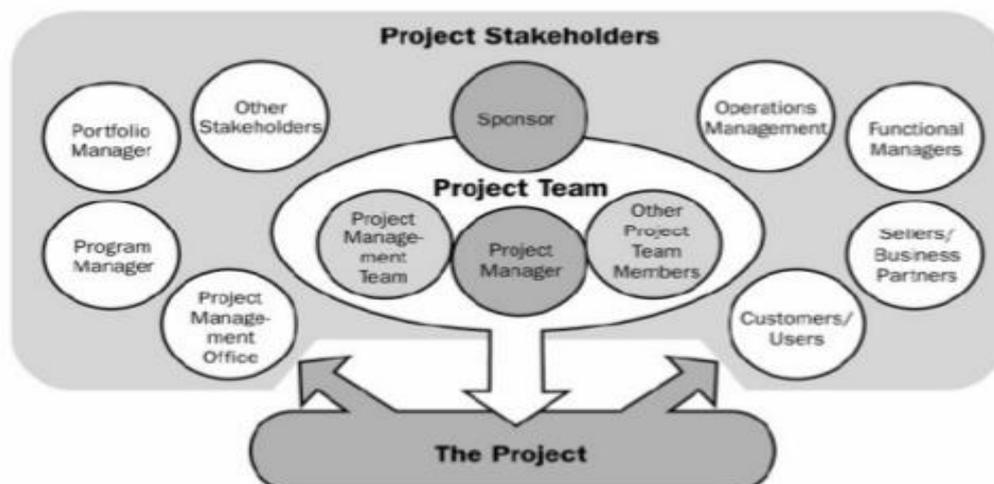 Project Stakeholders
Portfolio
Manager
Other
Stakeholders
Sponsor
Operations
Management
Functional
Managers
Project Team
Program
Manager
Project
Manage-
ment
Team
Project
Manager
Other
Project
Team
Members
Sellers/
Business
Partners
Project
Manage-
ment
Office
Customers/
Users
The Project